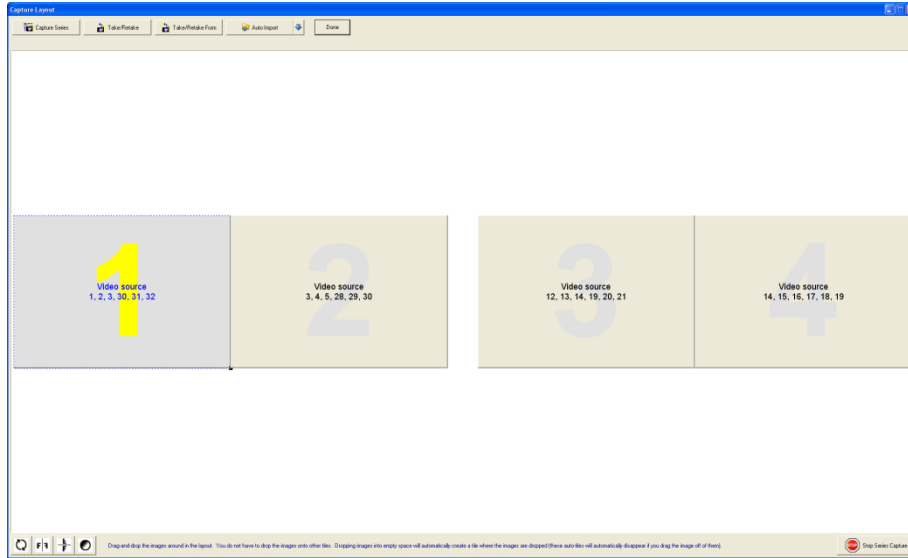 Capture Layout
Capture Series
Take/Retake
Take/Retake From
Auto Import
Done
1
Video source
1, 2, 3, 30, 31, 32
2
Video source
3, 4, 5, 28, 29, 30
3
Video source
12, 13, 14, 19, 20, 21
4
Video source
14, 15, 16, 17, 18, 19
Drag-and-drop the images around in the layout. You do not have to drop the images onto other tiles. Dropping images into empty space will automatically create a tile where the images are dropped (these auto-tiles will automatically disappear if you drag the image off of them).
Stop Series Capture